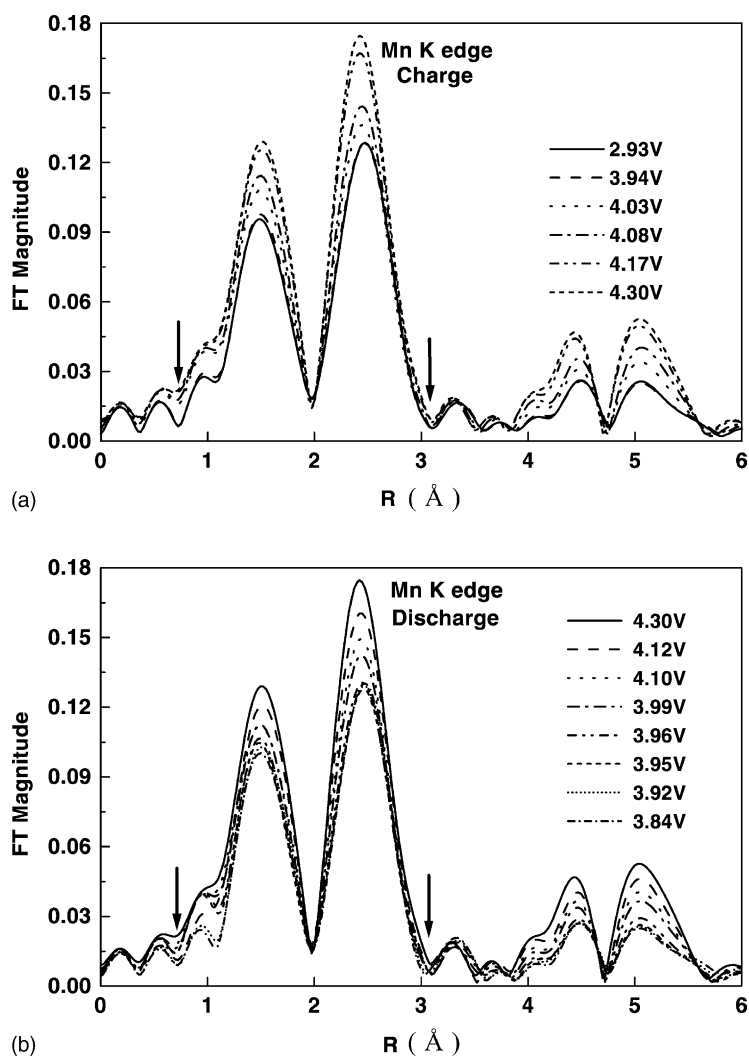 0.18
0.15
0.12
0.09
0.06
0.03
0.00
FT Magnitude
Mn K edge
Charge
2.93V
3.94V
4.03V
4.08V
4.17V
4.30V
0 1 2 3 4 5 6
(a)
R ( Å )
0.18
0.15
0.12
0.09
0.06
0.03
0.00
FT Magnitude
Mn K edge
Discharge
4.30V
4.12V
4.10V
3.99V
3.96V
3.95V
3.92V
3.84V
0 1 2 3 4 5 6
(b)
R ( Å )